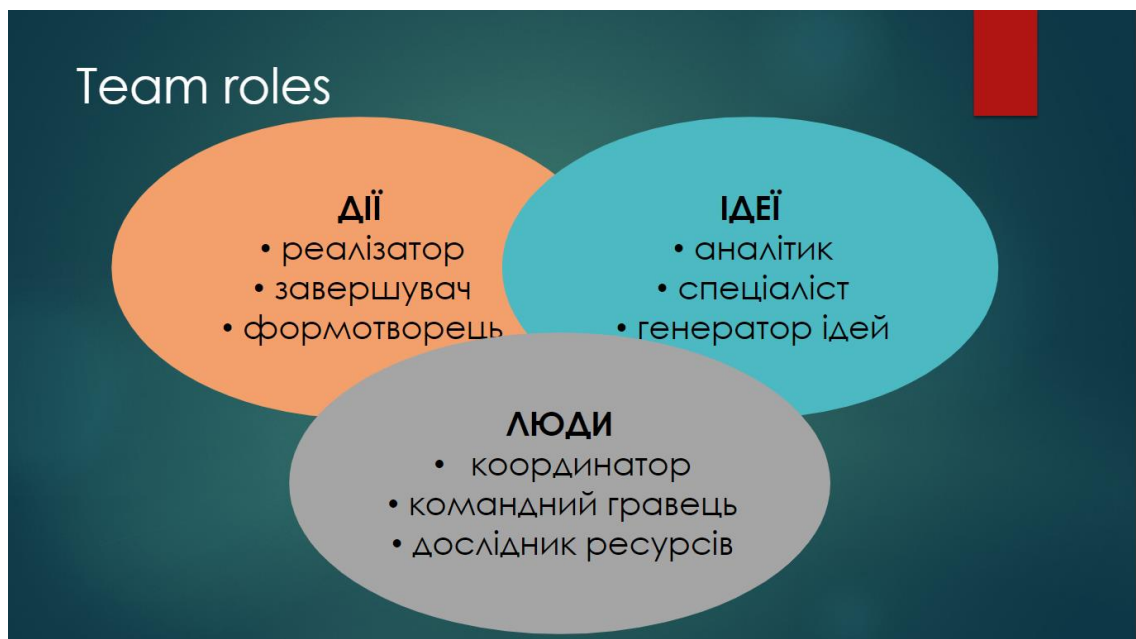 Team roles
ДІЇ
• реалізатор
• завершувач
• формотворець
ІДЕЇ
• аналітик
• спеціаліст
• генератор ідей
ЛЮДИ
• координатор
• командний гравець
• дослідник ресурсів